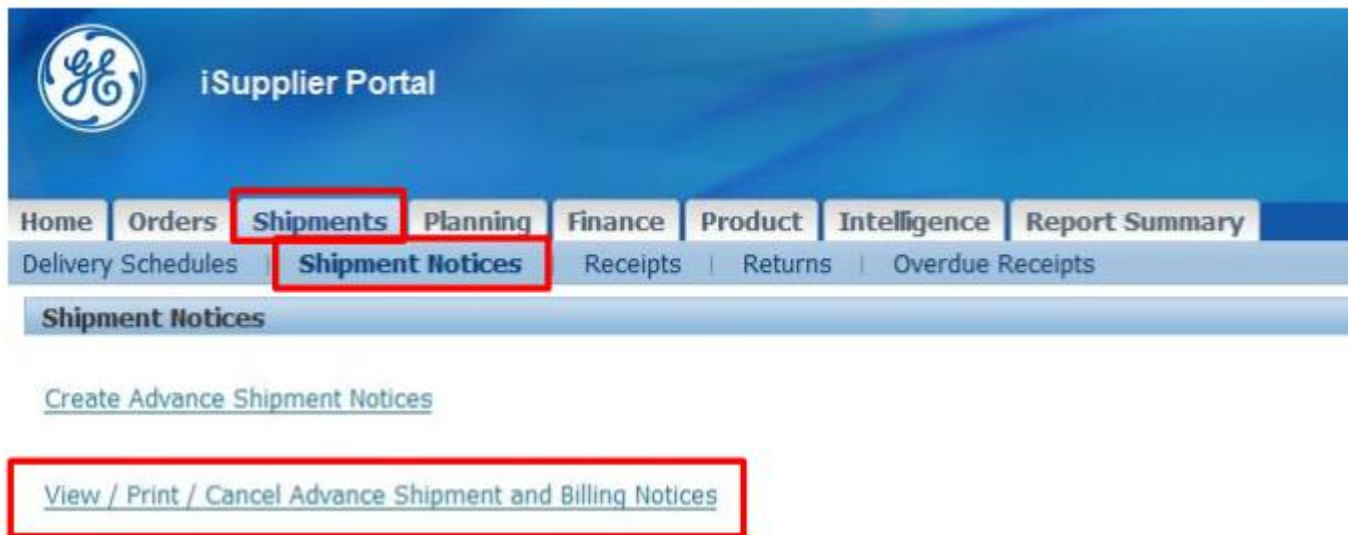 GE
iSupplier Portal
Home Orders Shipments Planning Finance Product Intelligence Report Summary
Delivery Schedules | Shipment Notices | Receipts | Returns | Overdue Receipts
Shipment Notices
Create Advance Shipment Notices
View / Print / Cancel Advance Shipment and Billing Notices